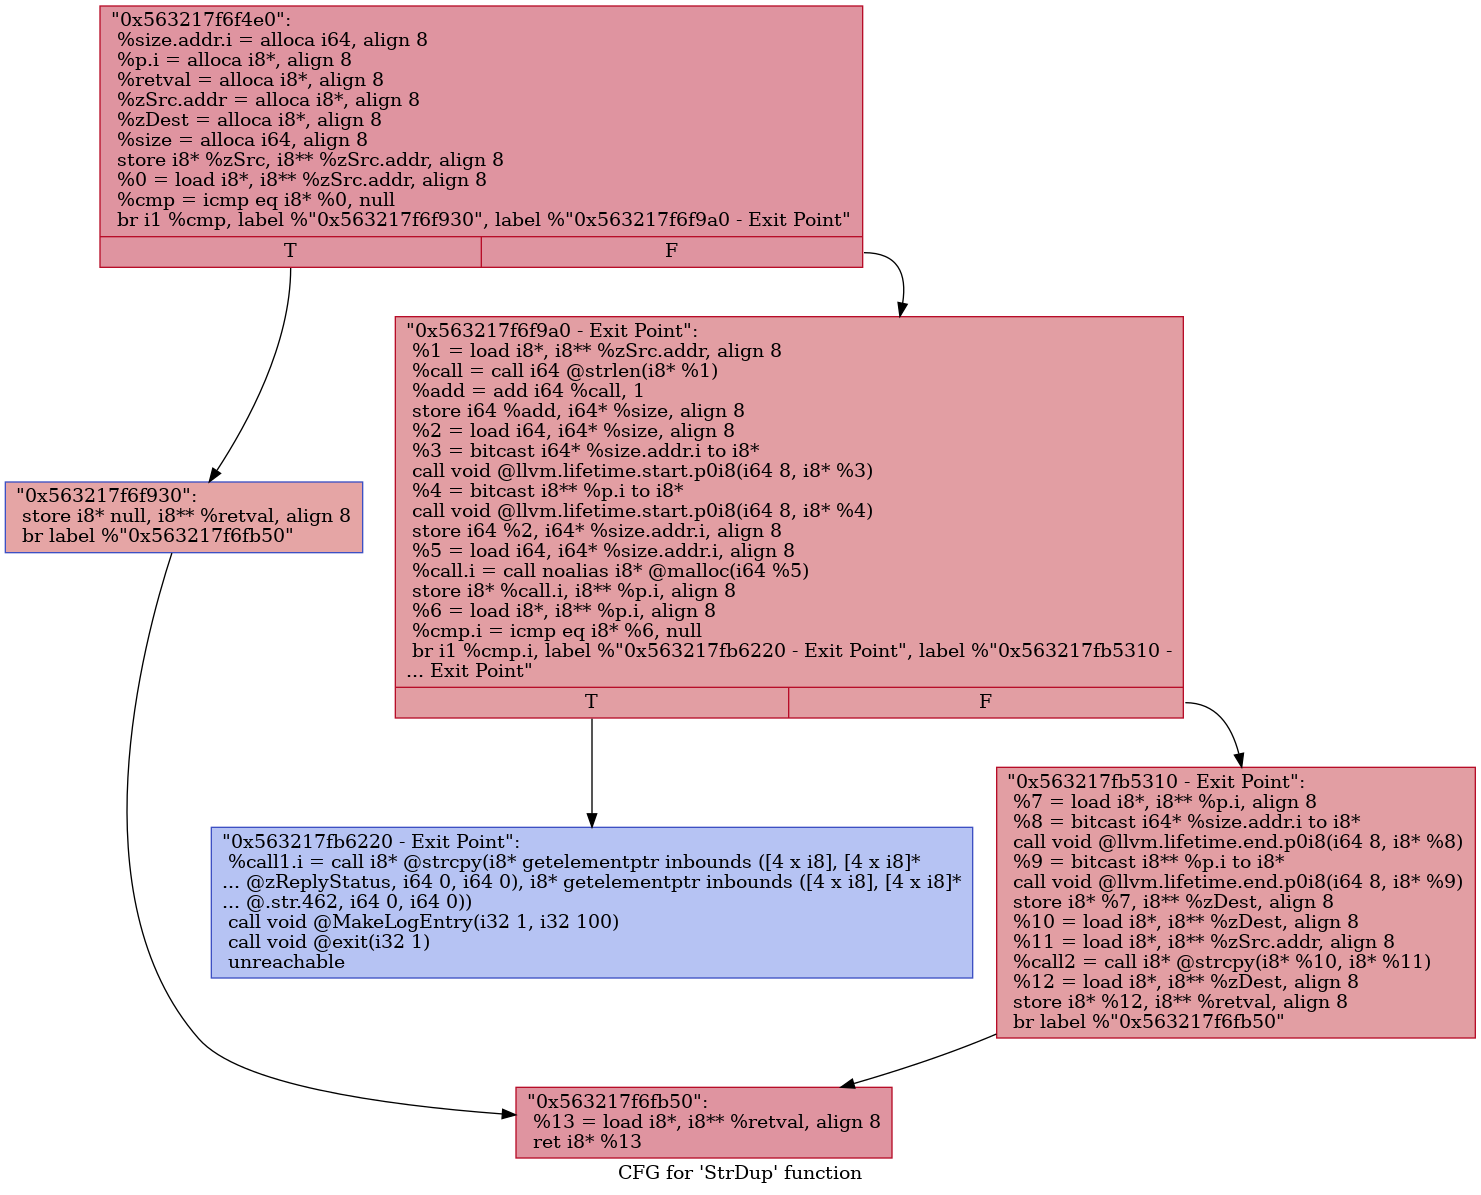 "0x563217f6f4e0":
%size.addr.i = alloca i64, align 8
%p.i = alloca i8*, align 8
%retval = alloca i8*, align 8
%zSrc.addr = alloca i8*, align 8
%zDest = alloca i8*, align 8
%size = alloca i64, align 8
store i8* %zSrc, i8** %zSrc.addr, align 8
%0 = load i8*, i8** %zSrc.addr, align 8
%cmp = icmp eq i8* %0, null
br i1 %cmp, label %"0x563217f6f930", label %"0x563217f6f9a0 - Exit Point"
T
F
"0x563217f6f9a0 - Exit Point":
%1 = load i8*, i8** %zSrc.addr, align 8
%call = call i64 @strlen(i8* %1)
%add = add i64 %call, 1
store i64 %add, i64* %size, align 8
%2 = load i64, i64* %size, align 8
%3 = bitcast i64* %size.addr.i to i8*
call void @llvm.lifetime.start.p0i8(i64 8, i8* %3)
%4 = bitcast i8** %p.i to i8*
call void @llvm.lifetime.start.p0i8(i64 8, i8* %4)
store i64 %2, i64* %size.addr.i, align 8
%5 = load i64, i64* %size.addr.i, align 8
%call.i = call noalias i8* @malloc(i64 %5)
store i8* %call.i, i8** %p.i, align 8
%6 = load i8*, i8** %p.i, align 8
%cmp.i = icmp eq i8* %6, null
br i1 %cmp.i, label %"0x563217fb6220 - Exit Point", label %"0x563217fb5310 -
... Exit Point"
T
F
"0x563217f6f930":
store i8* null, i8** %retval, align 8
br label %"0x563217f6fb50"
"0x563217fb6220 - Exit Point":
%call1.i = call i8* @strcpy(i8* getelementptr inbounds ([4 x i8], [4 x i8]*
... @zReplyStatus, i64 0, i64 0), i8* getelementptr inbounds ([4 x i8], [4 x i8]*
... @.str.462, i64 0, i64 0))
call void @MakeLogEntry(i32 1, i32 100)
call void @exit(i32 1)
unreachable
"0x563217fb5310 - Exit Point":
%7 = load i8*, i8** %p.i, align 8
%8 = bitcast i64* %size.addr.i to i8*
call void @llvm.lifetime.end.p0i8(i64 8, i8* %8)
%9 = bitcast i8** %p.i to i8*
call void @llvm.lifetime.end.p0i8(i64 8, i8* %9)
store i8* %7, i8** %zDest, align 8
%10 = load i8*, i8** %zDest, align 8
%11 = load i8*, i8** %zSrc.addr, align 8
%call2 = call i8* @strcpy(i8* %10, i8* %11)
%12 = load i8*, i8** %zDest, align 8
store i8* %12, i8** %retval, align 8
br label %"0x563217f6fb50"
"0x563217f6fb50":
%13 = load i8*, i8** %retval, align 8
ret i8* %13
CFG for 'StrDup' function